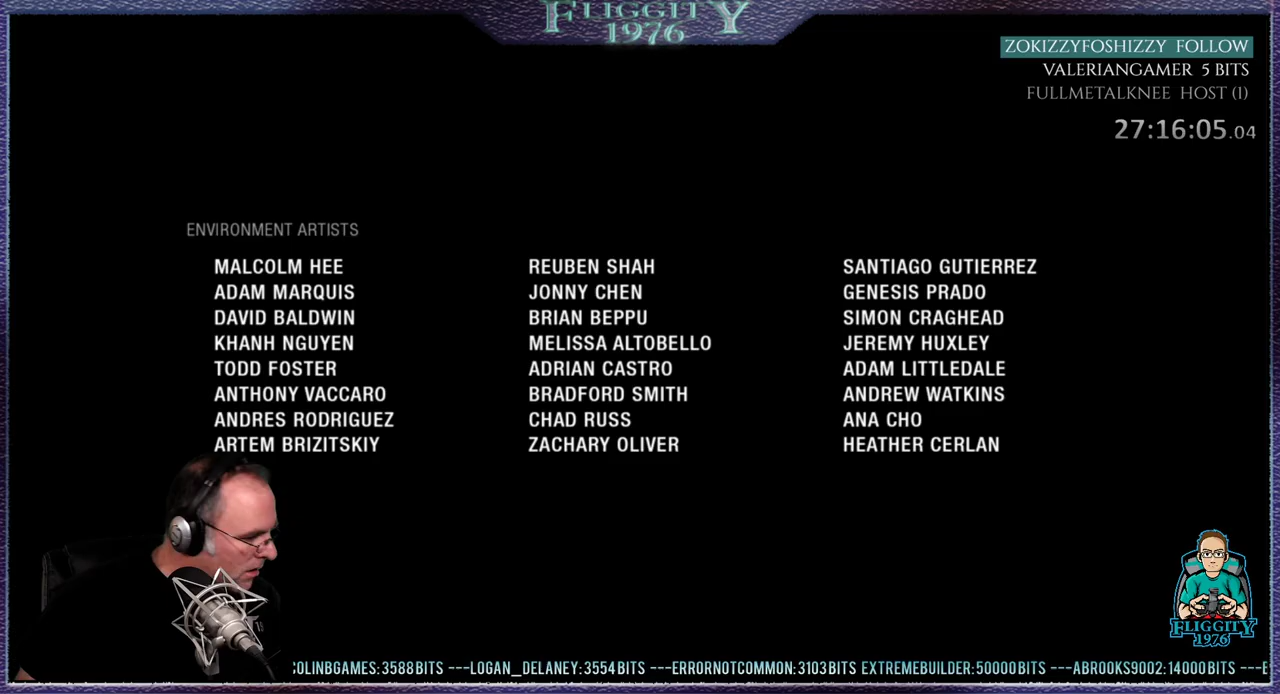 FLIGGITY
1976
ZOKIZZYFOSHIZZY FOLLOW
VALERIANGAMER 5 BITS
FULLMETALKNEE HOST (1)
27:16:05.04
ENVIRONMENT ARTISTS
MALCOLM HEE REUBEN SHAH SANTIAGO GUTIERREZ
ADAM MARQUIS JONNY CHEN GENESIS PRADO
DAVID BALDWIN BRIAN BEPPU SIMON CRAGHEAD
KHANH NGUYEN MELISSA ALTOBELLO JEREMY HUXLEY
TODD FOSTER ADRIAN CASTRO ADAM LITTLEDALE
ANTHONY VACCARO BRADFORD SMITH ANDREW WATKINS
ANDRES RODRIGUEZ CHAD RUSS ANA CHO
ARTEM BRIZITSKIY ZACHARY OLIVER HEATHER CERLAN
FLIGGITY
1976
OLINBGAMES:3588BITS ---LOGAN_DELANEY:3554BITS ---ERRORNOTCOMMON:3103BITS EXTREMEBUILDER:50000BITS ---ABROOKS9002:14000BITS ---E